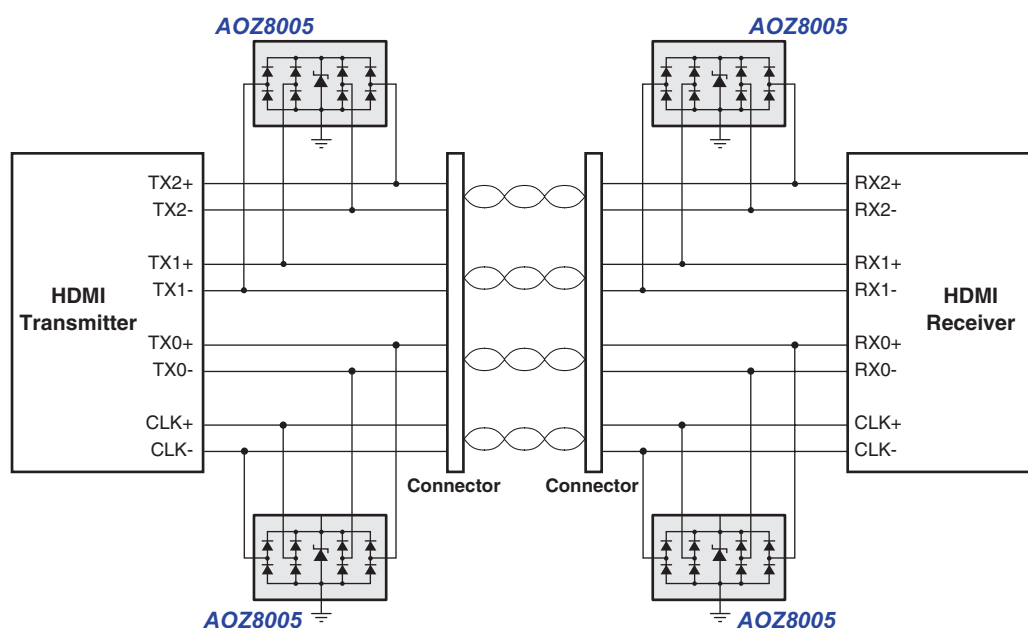 AOZ8005
AOZ8005
TX2+
TX2-
TX1+
TX1-
TX0+
TX0-
CLK+
CLK-
HDMI
Transmitter
Connector
Connector
RX2+
RX2-
RX1+
RX1-
RX0+
RX0-
CLK+
CLK-
HDMI
Receiver
AOZ8005
AOZ8005